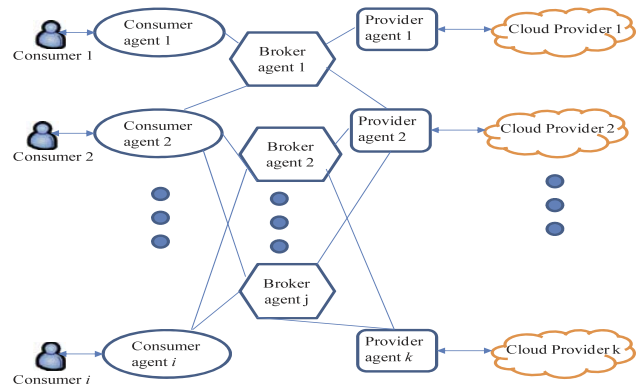 Consumer
agent 1
Consumer 1
Broker
agent 1
Provider
agent 1
Cloud Provider 1
Consumer
agent 2
Consumer 2
Broker
agent 2
Provider
agent 2
Cloud Provider 2
Broker
agent j
Consumer
agent i
Consumer i
Provider
agent k
Cloud Provider k